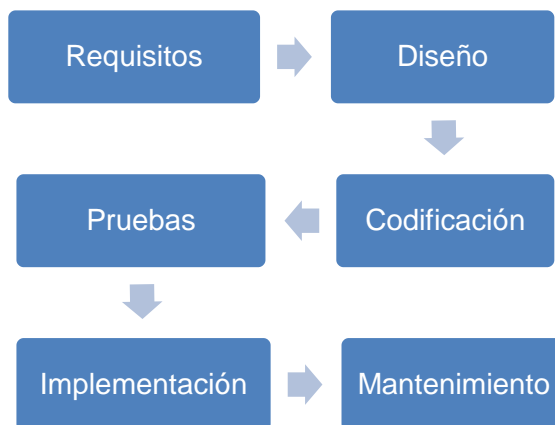 Requisitos
Diseño
Pruebas
Codificación
Implementación
Mantenimiento